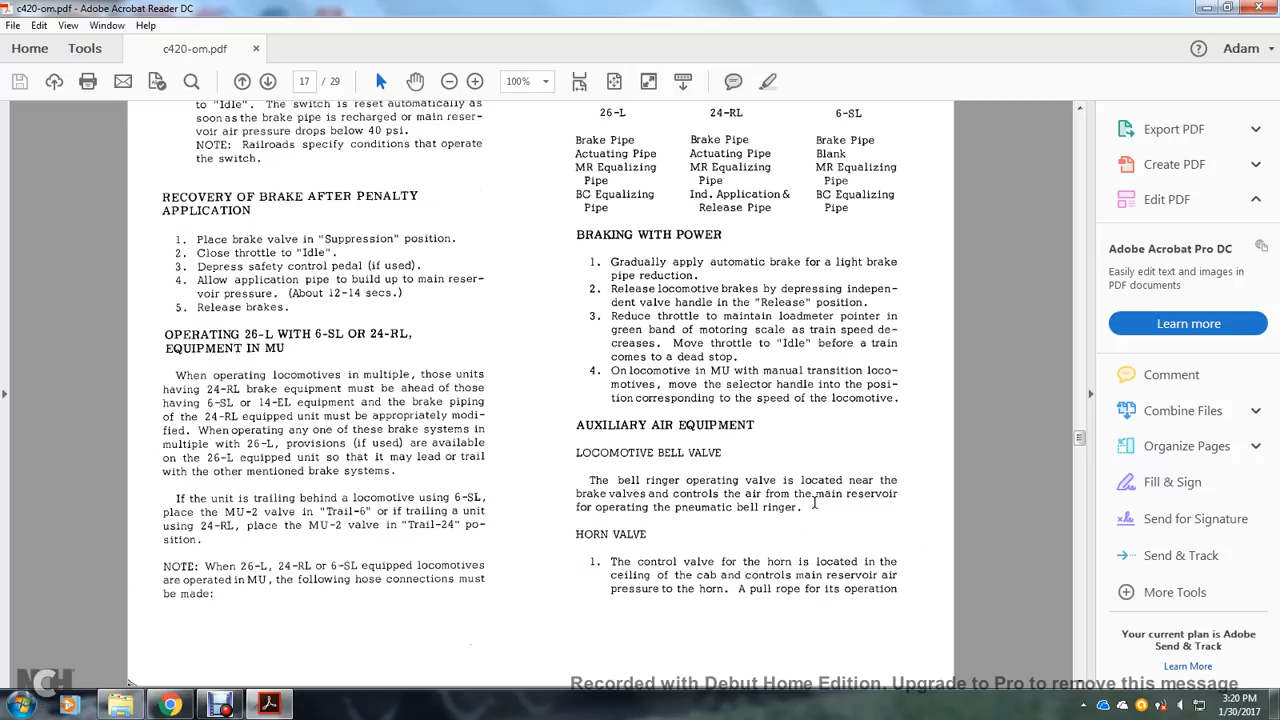 c420-om.pdf - Adobe Acrobat Reader DC
File Edit View Window Help
Home Tools c420-om.pdf × Adam
17 / 29 100%
to "Idle". The switch is reset automatically as
soon as the brake pipe is recharged or main reser-
voir air pressure drops below 40 psi.
NOTE: Railroads specify conditions that operate
the switch.
RECOVERY OF BRAKE AFTER PENALTY
APPLICATION
1. Place brake valve in "Suppression" position.
2. Close throttle to "Idle".
3. Depress safety control pedal (if used).
4. Allow application pipe to build up to main reser-
voir pressure. (About 12-14 secs.)
5. Release brakes.
OPERATING 26-L WITH 6-SL OR 24-RL,
EQUIPMENT IN MU
When operating locomotives in multiple, those units
having 24-RL brake equipment must be ahead of those
having 6-SL or 14-EL equipment and the brake piping
of the 24-RL equipped unit must be appropriately modi-
fied. When operating any one of these brake systems in
multiple with 26-L, provisions (if used) are available
on the 26-L equipped unit so that it may lead or trail
with the other mentioned brake systems.
If the unit is trailing behind a locomotive using 6-SL,
place the MU-2 valve in "Trail-6" or if trailing a unit
using 24-RL, place the MU-2 valve in "Trail-24" po-
sition.
NOTE: When 26-L, 24-RL or 6-SL equipped locomotives
are operated in MU, the following hose connections must
be made:
26-L 24-RL 6-SL
Brake Pipe Brake Pipe Brake Pipe
Actuating Pipe Actuating Pipe Blank
MR Equalizing MR Equalizing MR Equalizing
Pipe Pipe Pipe
BC Equalizing Ind. Application & BC Equalizing
Pipe Release Pipe Pipe
BRAKING WITH POWER
1. Gradually apply automatic brake for a light brake
pipe reduction.
2. Release locomotive brakes by depressing indepen-
dent valve handle in the "Release" position.
3. Reduce throttle to maintain loadmeter pointer in
green band of motoring scale as train speed de-
creases. Move throttle to "Idle" before a train
comes to a dead stop.
4. On locomotive in MU with manual transition loco-
motives, move the selector handle into the posi-
tion corresponding to the speed of the locomotive.
AUXILIARY AIR EQUIPMENT
LOCOMOTIVE BELL VALVE
The bell ringer operating valve is located near the
brake valves and controls the air from the main reservoir
for operating the pneumatic bell ringer.
HORN VALVE
1. The control valve for the horn is located in the
ceiling of the cab and controls main reservoir air
pressure to the horn. A pull rope for its operation
Export PDF
Create PDF
Edit PDF
Adobe Acrobat Pro DC
Easily edit text and images in
PDF documents
Learn more
Comment
Combine Files
Organize Pages
Fill & Sign
Send for Signature
Send & Track
More Tools
Your current plan is Adobe
Send & Track
Learn More
NCH
Recorded with Debut Home Edition. Upgrade to Pro to remove this message
3:20 PM
1/30/2017